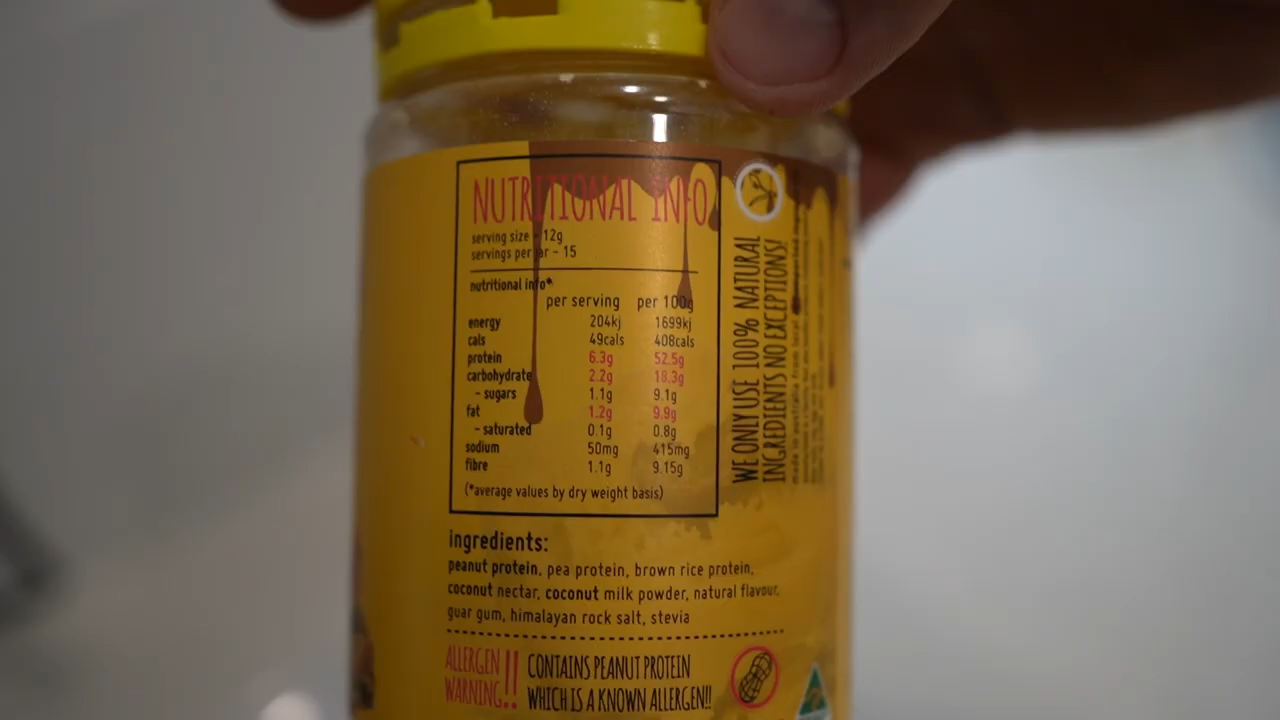 NUTRITIONAL INFO
serving size - 12g
servings per jar - 15
nutritional info*
per serving per 100g
energy 204kj 1699kj
cals 49cals 408cals
protein 6.3g 52.5g
carbohydrate 2.2g 18.3g
- sugars 1.1g 9.1g
fat 1.2g 9.9g
- saturated 0.1g 0.8g
sodium 50mg 415mg
fibre 1.1g 9.15g
(*average values by dry weight basis)
ingredients:
peanut protein, pea protein, brown rice protein,
coconut nectar, coconut milk powder, natural flavour,
guar gum, himalayan rock salt, stevia
ALLERGEN
WARNING!!
CONTAINS PEANUT PROTEIN
WHICH IS A KNOWN ALLERGEN!!
WE ONLY USE 100% NATURAL
INGREDIENTS NO EXCEPTIONS!
made in australia from local